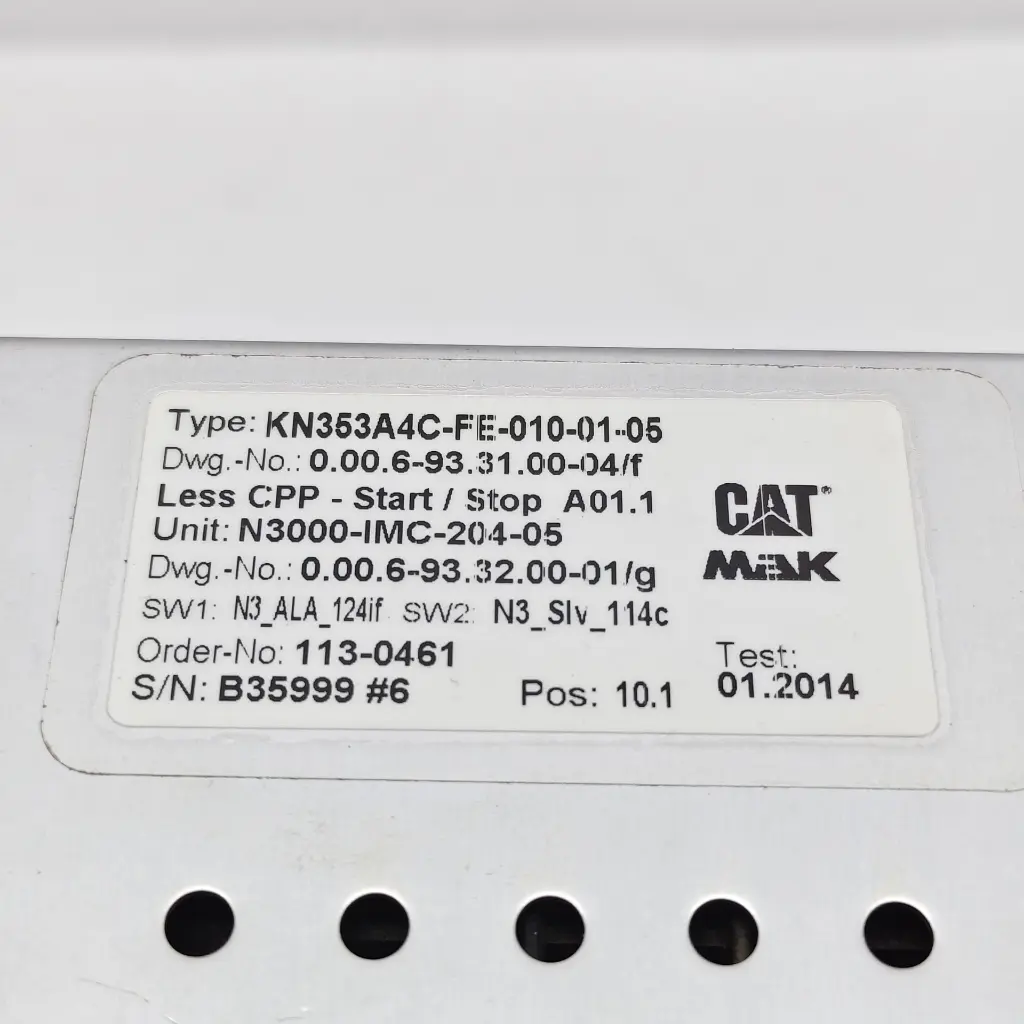 Type: KN353A4C-FE-010-01-05
Dwg.-No.: 0.00.6-93.31.00-04/f
Less CPP - Start / Stop A01.1
Unit: N3000-IMC-204-05
Dwg.-No.: 0.00.6-93.32.00-01/g
SW1: N3_ALA_124if SW2: N3_Slv_114c
Order-No: 113-0461
S/N: B35999 #6 Pos: 10.1
CAT®
MaK
Test:
01.2014